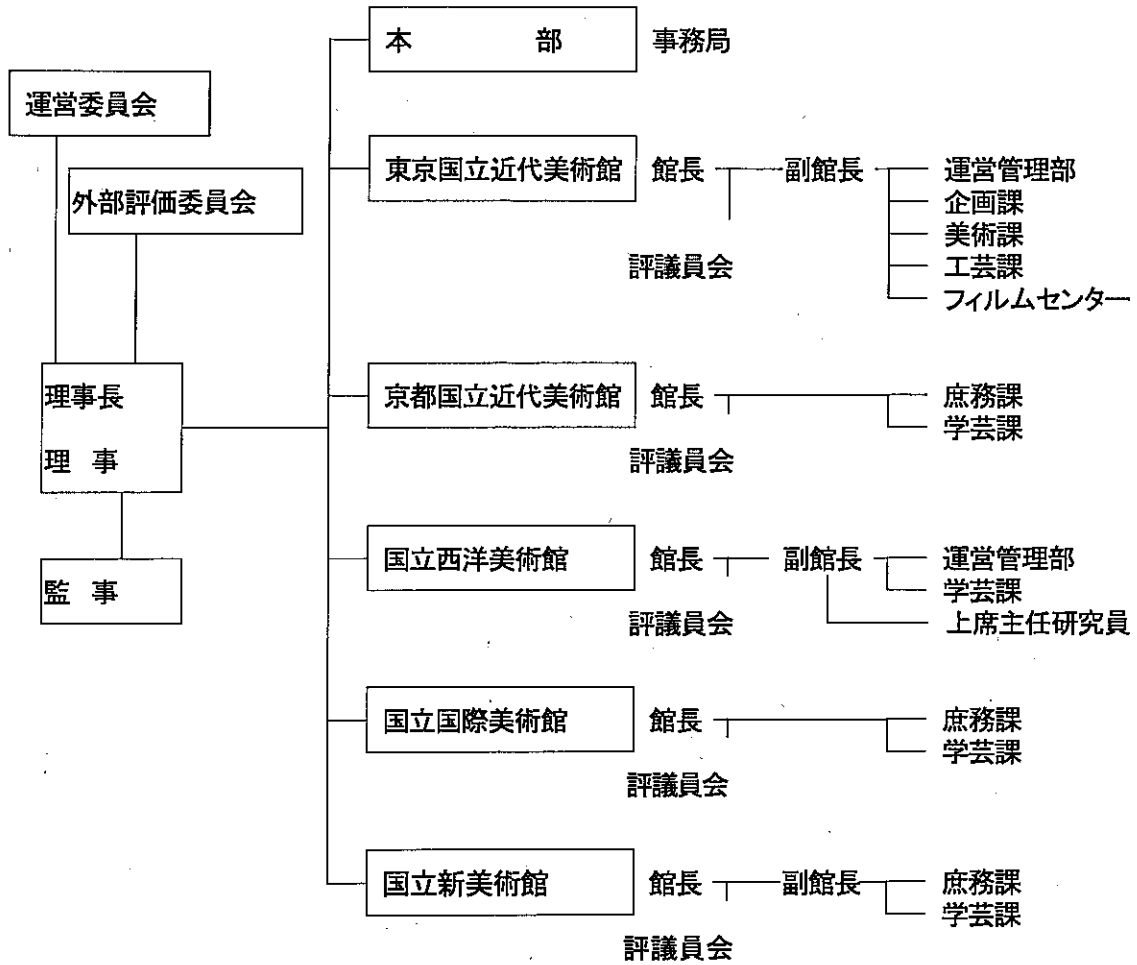 本 部 事務局
運営委員会
外部評価委員会
東京国立近代美術館 館長 副館長 運営管理部
企画課
美術課
工芸課
フィルムセンター
評議員会
理事長
理 事
監 事
京都国立近代美術館 館長 庶務課
学芸課
評議員会
国立西洋美術館 館長 副館長 運営管理部
学芸課
上席主任研究員
評議員会
国立国際美術館 館長 庶務課
学芸課
評議員会
国立新美術館 館長 副館長 庶務課
学芸課
評議員会